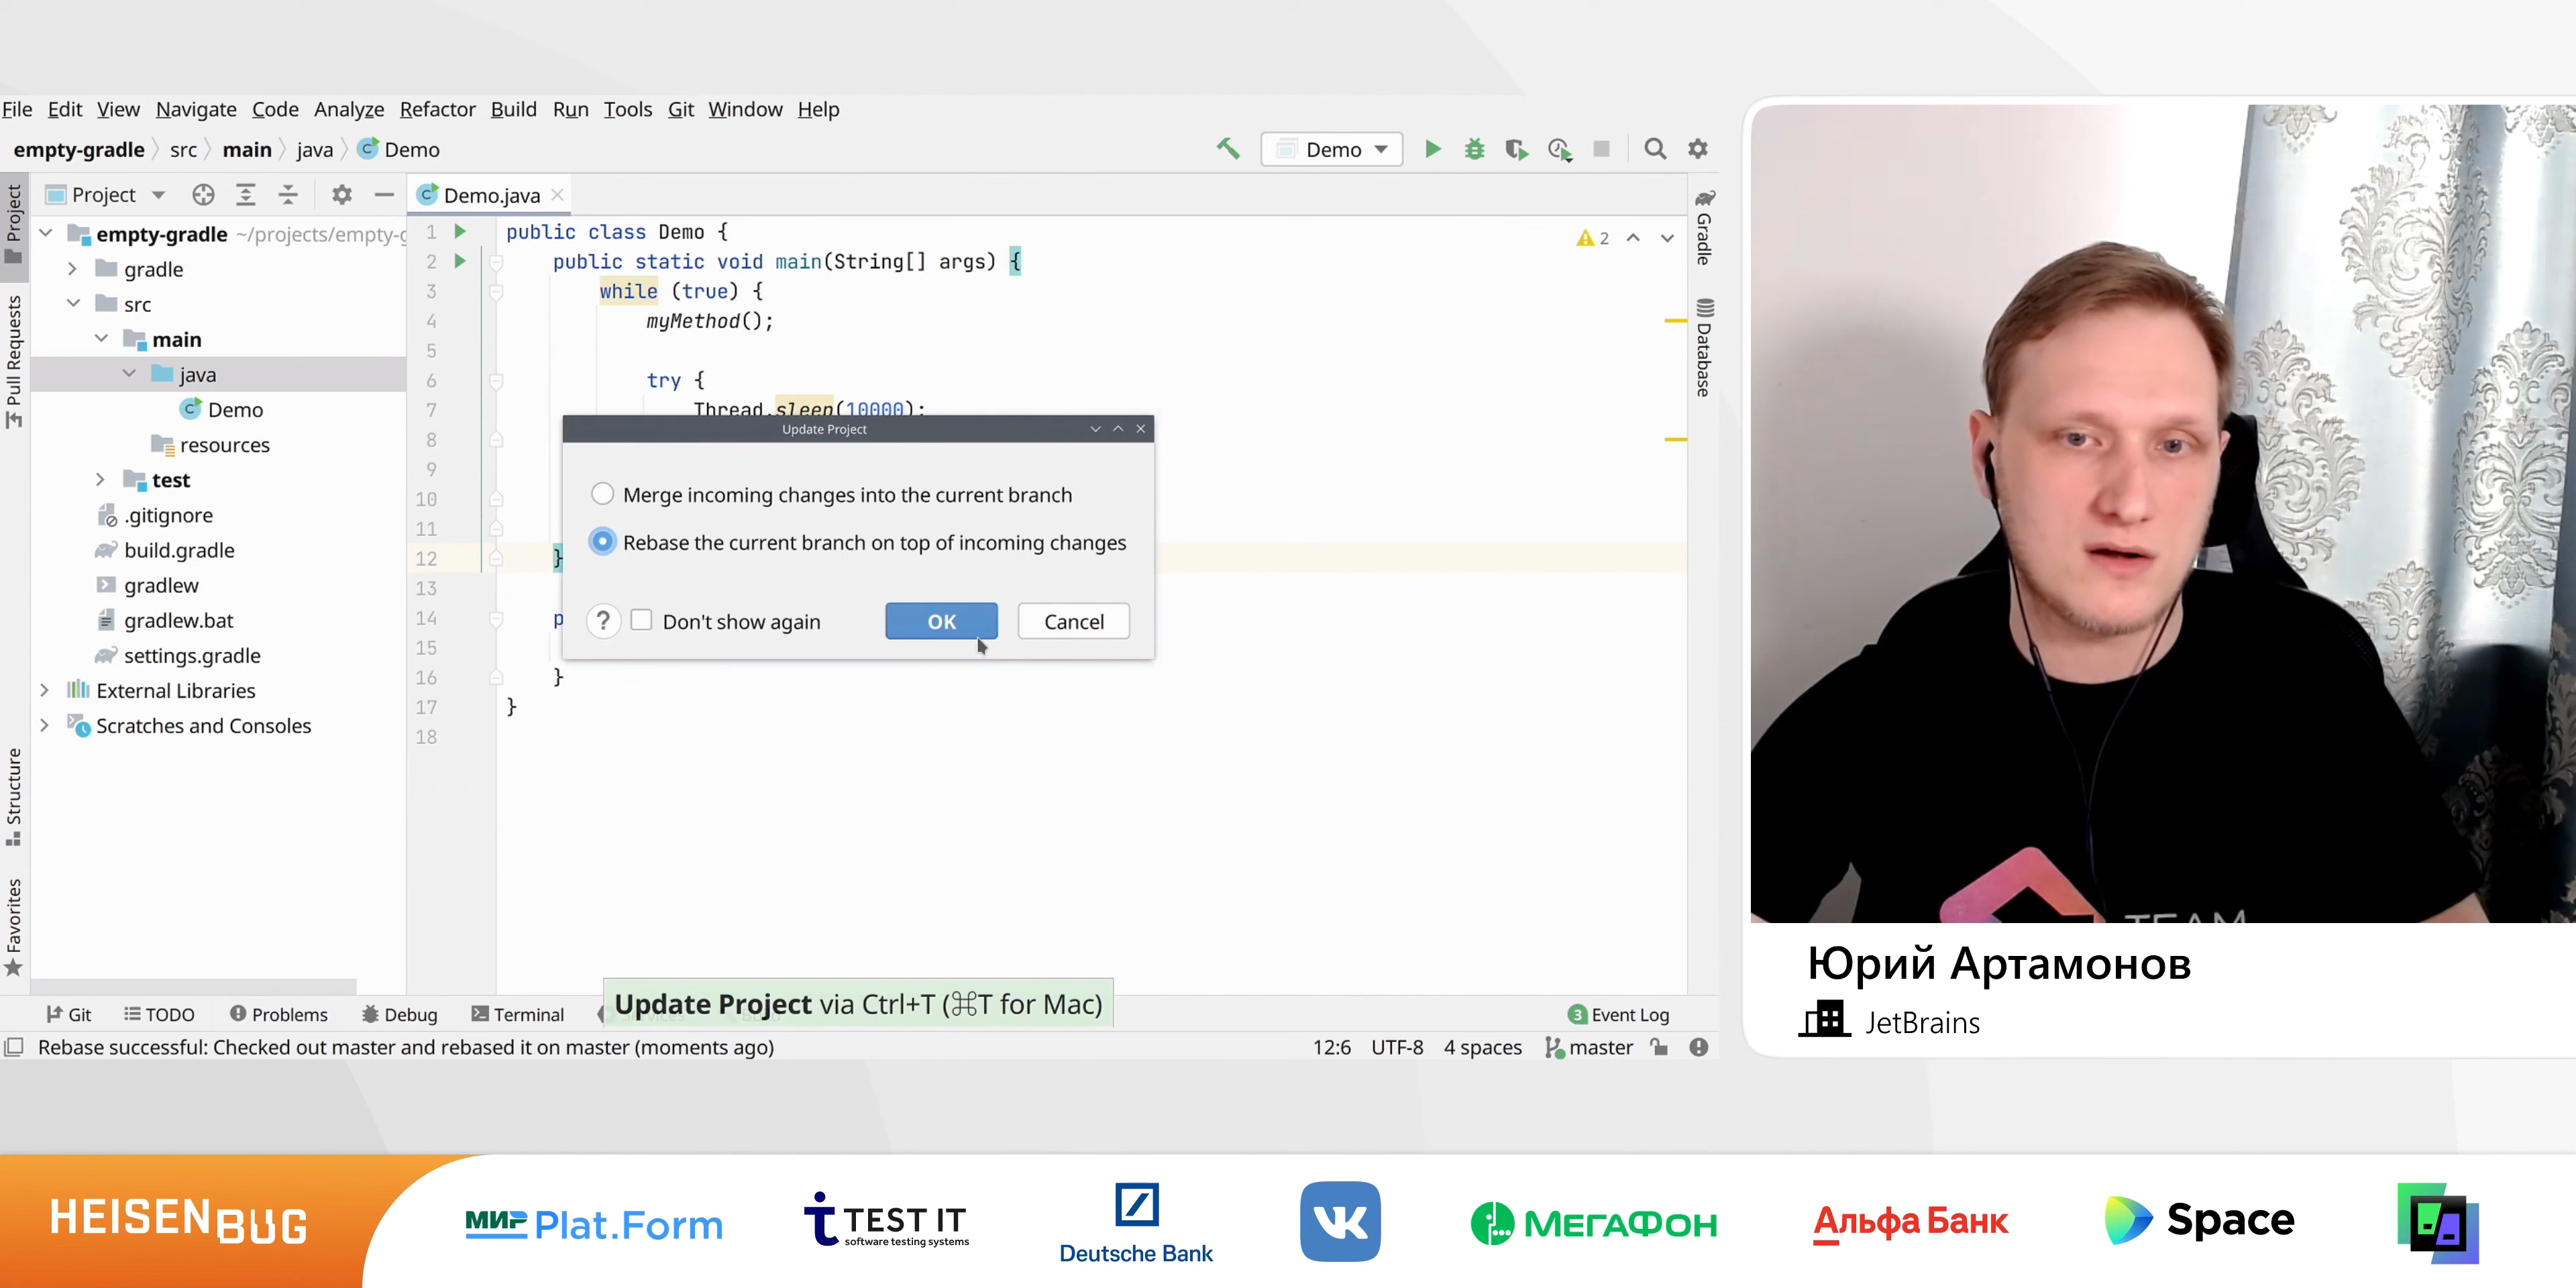 File Edit View Navigate Code Analyze Refactor Build Run Tools Git Window Help
empty-gradle src main java Demo
Demo
Project
Demo.java
Project
Pull Requests
Structure
Favorites
empty-gradle ~/projects/empty-g
gradle
src
main
java
Demo
resources
test
.gitignore
build.gradle
gradlew
gradlew.bat
settings.gradle
External Libraries
Scratches and Consoles
1 public class Demo {
2 public static void main(String[] args) {
3 while (true) {
4 myMethod();
5
6 try {
7 Thread.sleep(10000);
8
9
10
11
12 }
13
14 p
15
16 }
17 }
18
2
Gradle
Database
Update Project
Merge incoming changes into the current branch
Rebase the current branch on top of incoming changes
? Don't show again OK Cancel
Update Project via Ctrl+T (⌘T for Mac)
Git TODO Problems Debug Terminal
3 Event Log
Rebase successful: Checked out master and rebased it on master (moments ago)
12:6 UTF-8 4 spaces master
TEAM
Юрий Артамонов
JetBrains
HEISENBUG
МИР Plat.Form
TEST IT
software testing systems
Deutsche Bank
VK
МЕГАФОН
Альфа Банк
Space